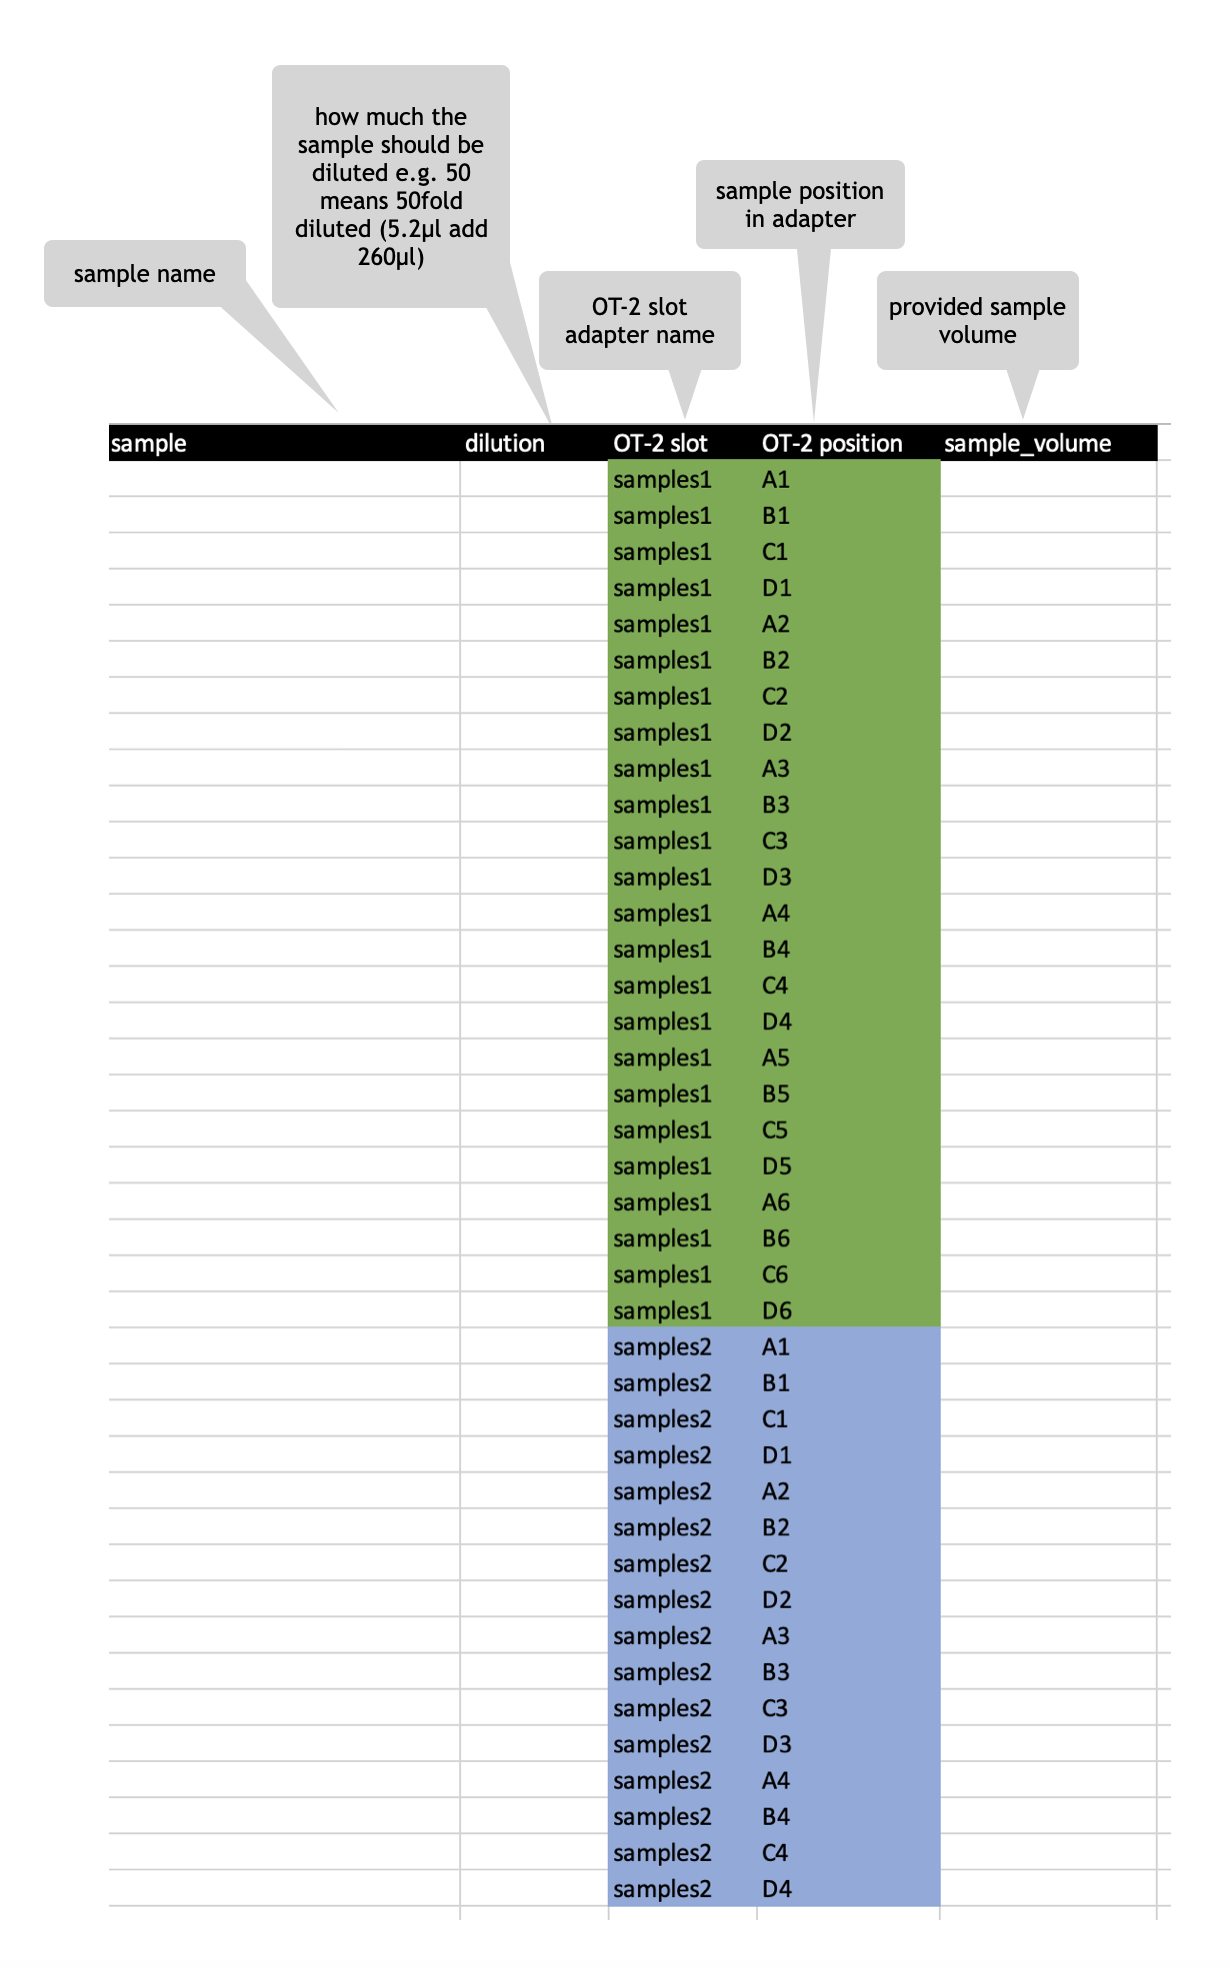 how much the
sample should be
diluted e.g. 50
means 50fold
diluted (5.2µl add
260µl)
sample position
in adapter
sample name
OT-2 slot
adapter name
provided sample
volume
sample dilution OT-2 slot OT-2 position sample_volume
samples1 A1
samples1 B1
samples1 C1
samples1 D1
samples1 A2
samples1 B2
samples1 C2
samples1 D2
samples1 A3
samples1 B3
samples1 C3
samples1 D3
samples1 A4
samples1 B4
samples1 C4
samples1 D4
samples1 A5
samples1 B5
samples1 C5
samples1 D5
samples1 A6
samples1 B6
samples1 C6
samples1 D6
samples2 A1
samples2 B1
samples2 C1
samples2 D1
samples2 A2
samples2 B2
samples2 C2
samples2 D2
samples2 A3
samples2 B3
samples2 C3
samples2 D3
samples2 A4
samples2 B4
samples2 C4
samples2 D4